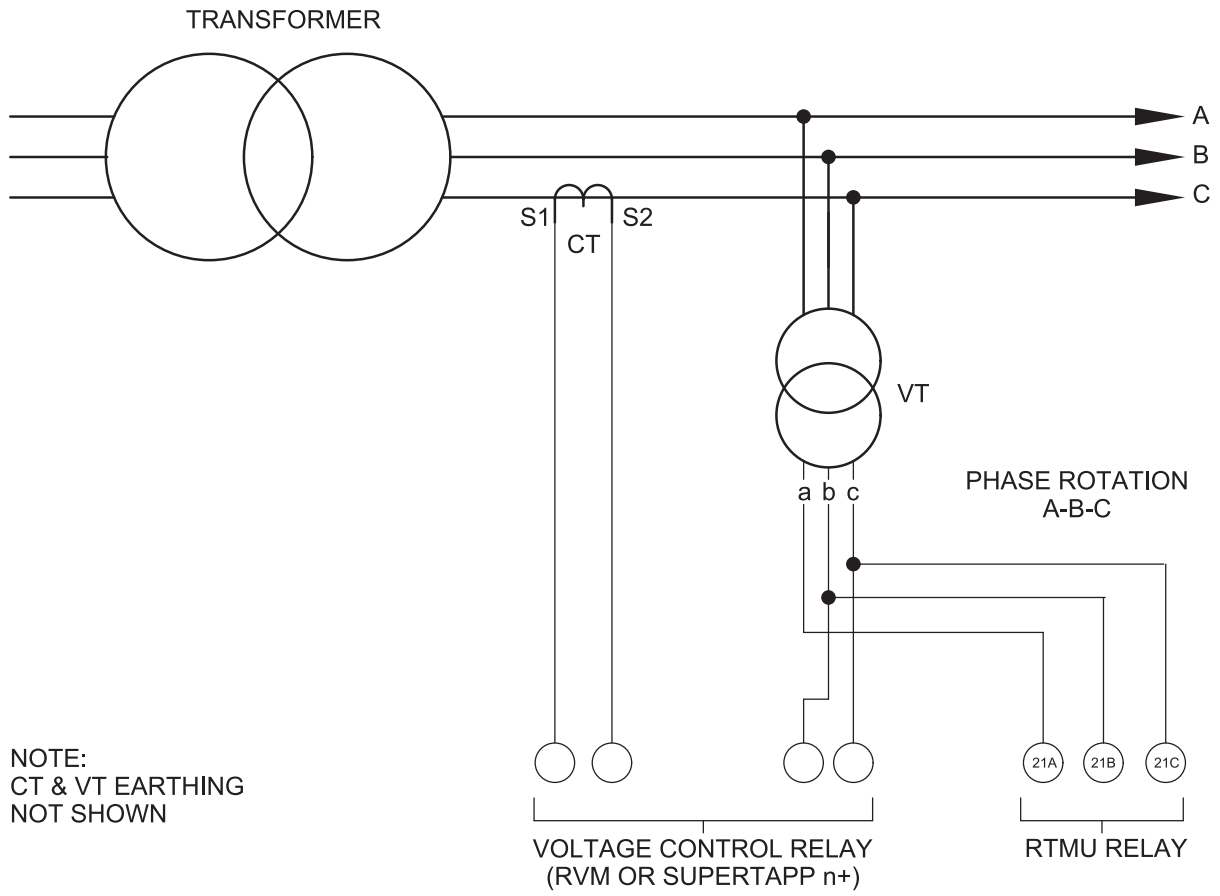 TRANSFORMER
A
B
C
S1
S2
CT
VT
a b c
PHASE ROTATION
A-B-C
21A
21B
21C
NOTE:
CT & VT EARTHING
NOT SHOWN
VOLTAGE CONTROL RELAY
(RVM OR SUPERTAPP n+)
RTMU RELAY